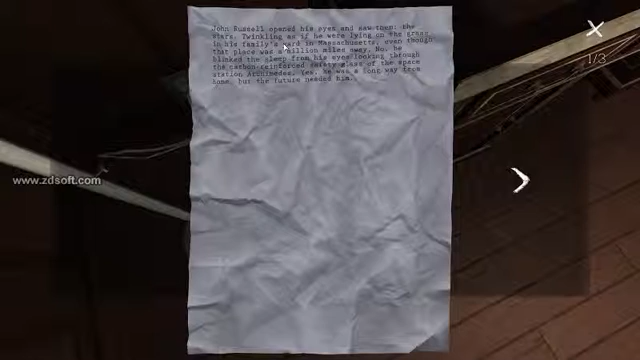 John Russell opened his eyes and saw them: the
stars. Twinkling as if he were lying on the grass
in his family's yard in Massachusetts, even though
that place was a million miles away. No, he
blinked the sleep from his eyes looking through
the carbon-reinforced safety glass of the space
station Archimedes. Yes, he was a long way from
home, but the future needed him.
1/3
www.zdsoft.com